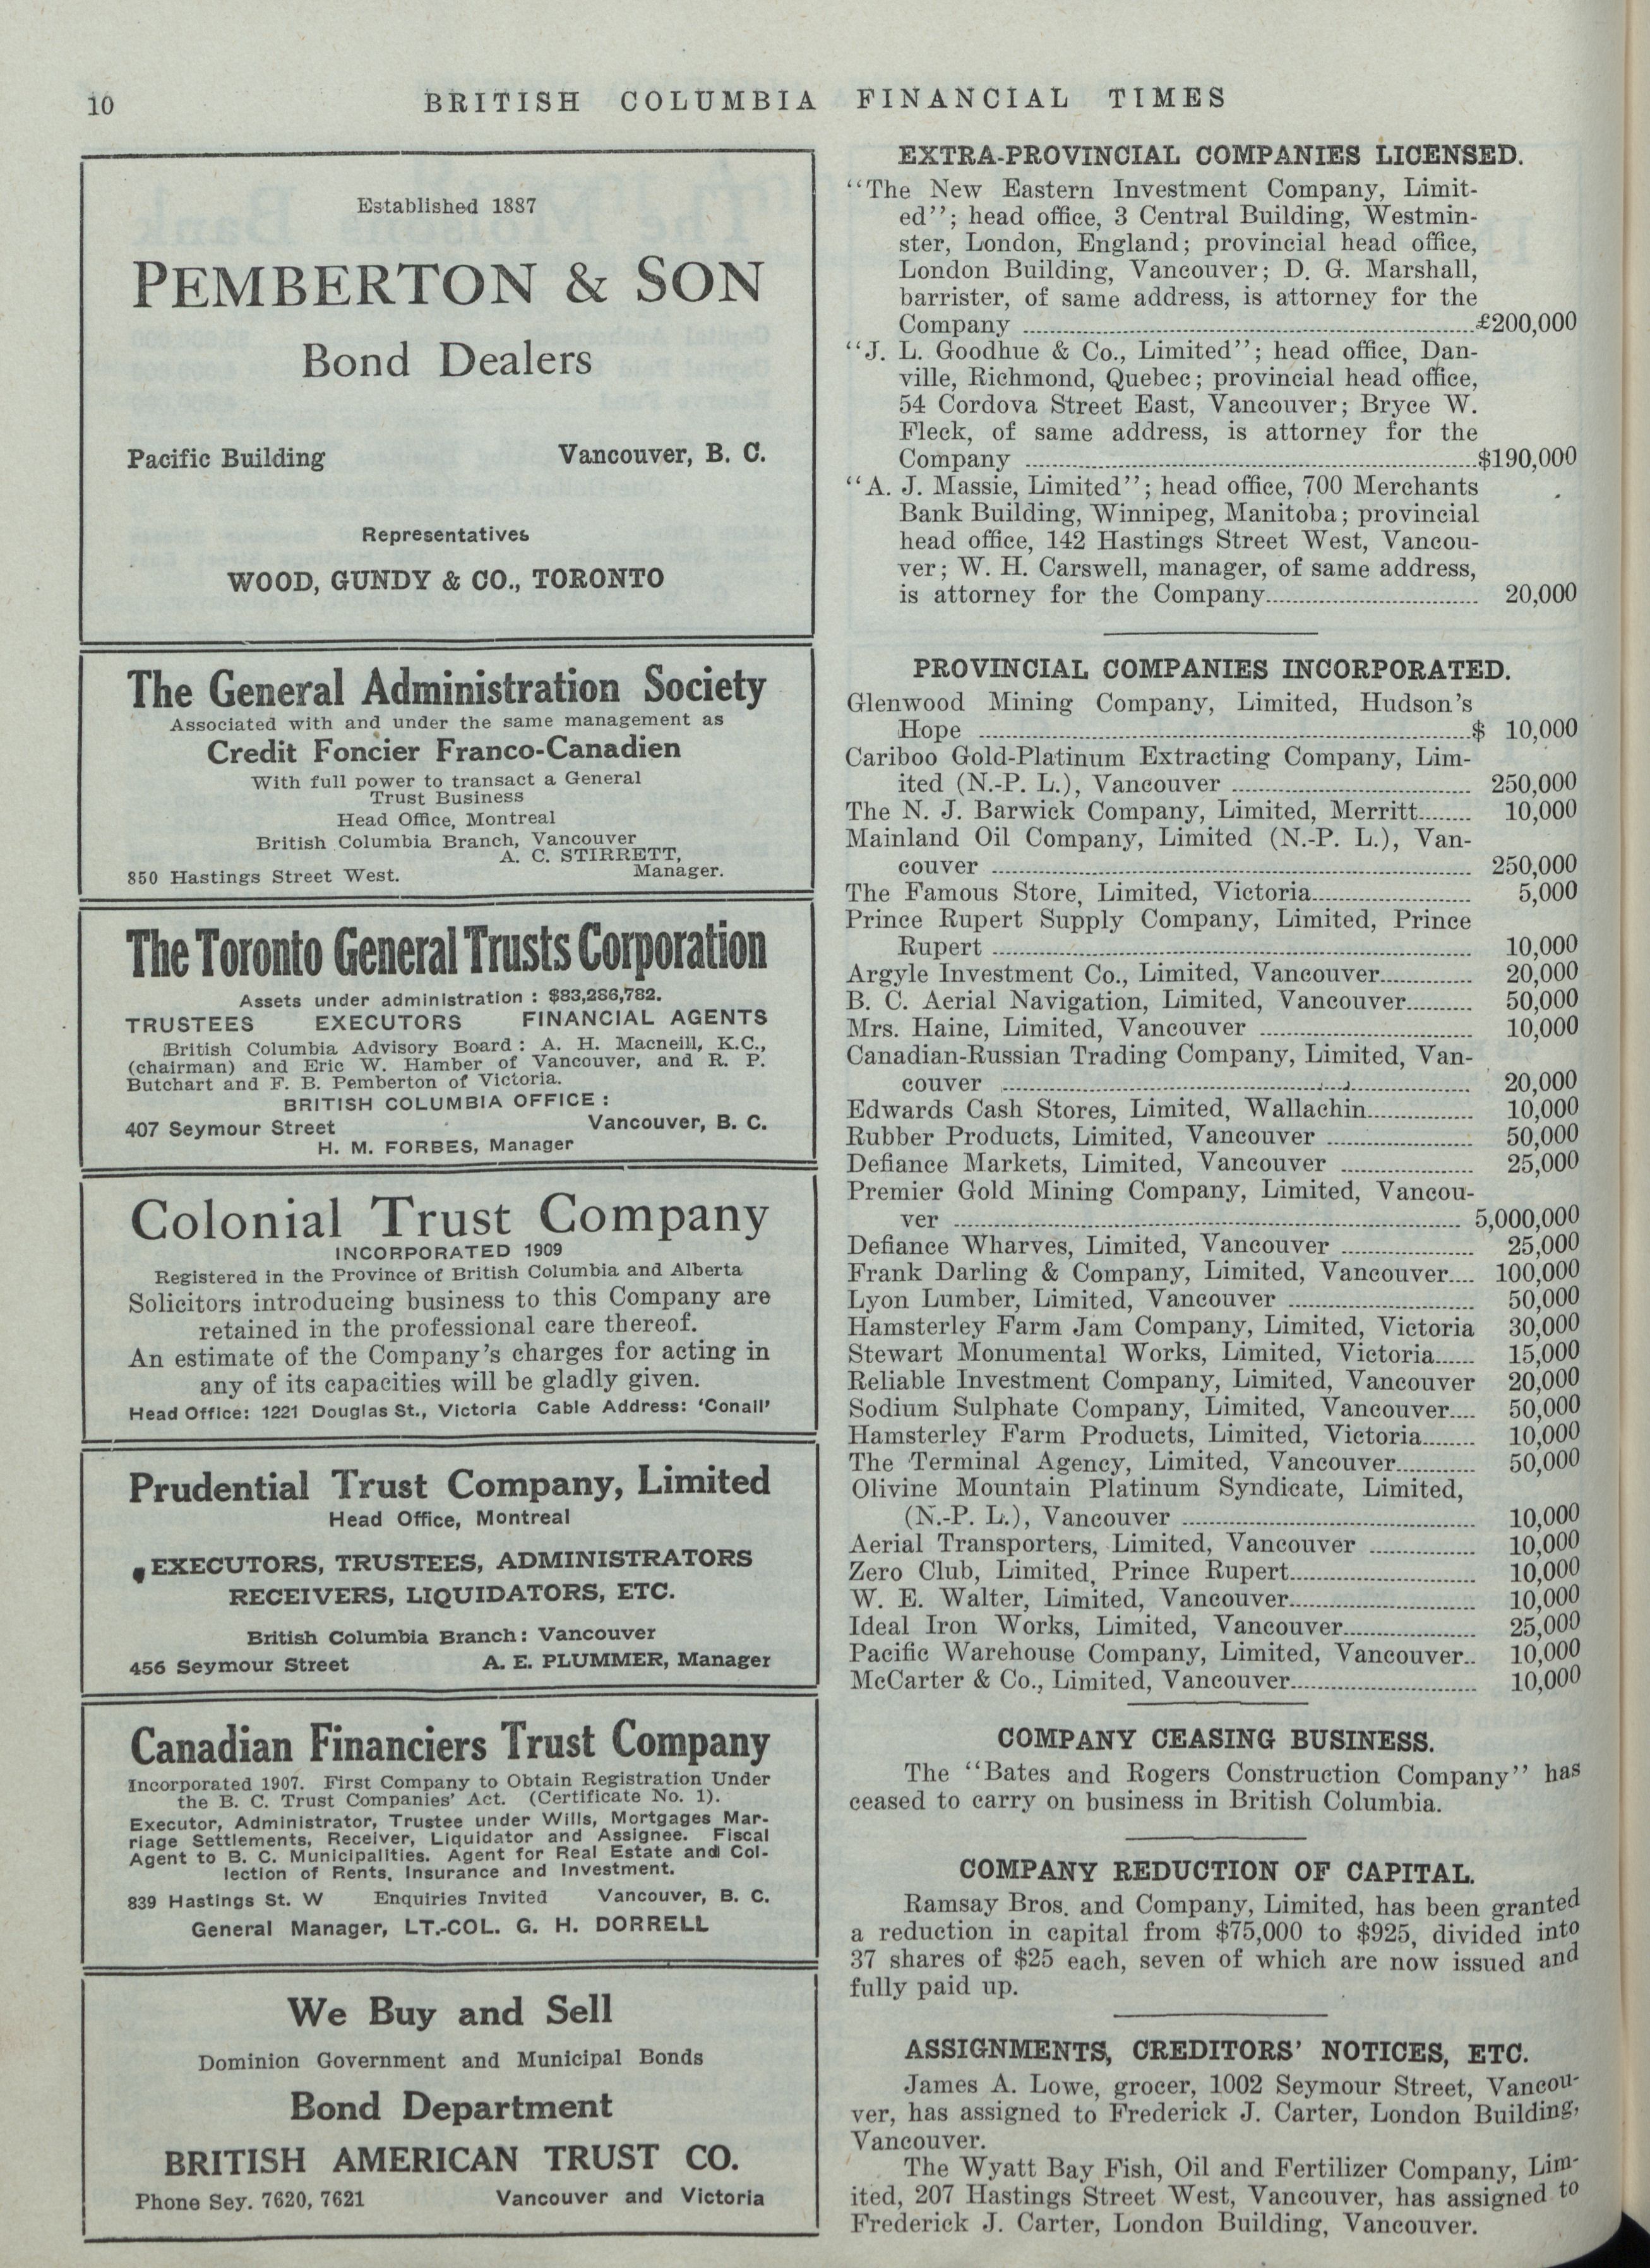 10
BRITISH COLUMBIA FINANCIAL TIMES
Established 1887
PEMBERTON & SON
Bond Dealers
Pacific Building Vancouver, B. C.
Representatives
WOOD, GUNDY & CO., TORONTO
The General Administration Society
Associated with and under the same management as
Credit Foncier Franco-Canadien
With full power to transact a General
Trust Business
Head Office, Montreal
British Columbia Branch, Vancouver
A. C. STIRRETT,
850 Hastings Street West. Manager.
The Toronto General Trusts Corporation
Assets under administration : $83,286,782.
TRUSTEES EXECUTORS FINANCIAL AGENTS
British Columbia Advisory Board : A. H. Macneill, K.C.,
(chairman) and Eric W. Hamber of Vancouver, and R. P.
Butchart and F. B. Pemberton of Victoria.
BRITISH COLUMBIA OFFICE :
407 Seymour Street Vancouver, B. C.
H. M. FORBES, Manager
Colonial Trust Company
INCORPORATED 1909
Registered in the Province of British Columbia and Alberta
Solicitors introducing business to this Company are
retained in the professional care thereof.
An estimate of the Company's charges for acting in
any of its capacities will be gladly given.
Head Office: 1221 Douglas St., Victoria Cable Address: 'Conail'
Prudential Trust Company, Limited
Head Office, Montreal
EXECUTORS, TRUSTEES, ADMINISTRATORS
RECEIVERS, LIQUIDATORS, ETC.
British Columbia Branch : Vancouver
456 Seymour Street A. E. PLUMMER, Manager
Canadian Financiers Trust Company
Incorporated 1907. First Company to Obtain Registration Under
the B. C. Trust Companies' Act. (Certificate No. 1).
Executor, Administrator, Trustee under Wills, Mortgages Mar-
riage Settlements, Receiver, Liquidator and Assignee. Fiscal
Agent to B. C. Municipalities. Agent for Real Estate and Col-
lection of Rents, Insurance and Investment.
839 Hastings St. W Enquiries Invited Vancouver, B. C.
General Manager, LT.-COL. G. H. DORRELL
We Buy and Sell
Dominion Government and Municipal Bonds
Bond Department
BRITISH AMERICAN TRUST CO.
Phone Sey. 7620, 7621 Vancouver and Victoria
EXTRA-PROVINCIAL COMPANIES LICENSED.
"The New Eastern Investment Company, Limit-
ed"; head office, 3 Central Building, Westmin-
ster, London, England; provincial head office,
London Building, Vancouver; D. G. Marshall,
barrister, of same address, is attorney for the
Company ........ £200,000
"J. L. Goodhue & Co., Limited"; head office, Dan-
ville, Richmond, Quebec; provincial head office,
54 Cordova Street East, Vancouver; Bryce W.
Fleck, of same address, is attorney for the
Company ........ $190,000
"A. J. Massie, Limited"; head office, 700 Merchants
Bank Building, Winnipeg, Manitoba; provincial
head office, 142 Hastings Street West, Vancou-
ver; W. H. Carswell, manager, of same address,
is attorney for the Company........ 20,000
PROVINCIAL COMPANIES INCORPORATED.
Glenwood Mining Company, Limited, Hudson's
Hope ........ $ 10,000
Cariboo Gold-Platinum Extracting Company, Lim-
ited (N.-P. L.), Vancouver ........ 250,000
The N. J. Barwick Company, Limited, Merritt........ 10,000
Mainland Oil Company, Limited (N.-P. L.), Van-
couver ........ 250,000
The Famous Store, Limited, Victoria........ 5,000
Prince Rupert Supply Company, Limited, Prince
Rupert ........ 10,000
Argyle Investment Co., Limited, Vancouver........ 20,000
B. C. Aerial Navigation, Limited, Vancouver........ 50,000
Mrs. Haine, Limited, Vancouver ........ 10,000
Canadian-Russian Trading Company, Limited, Van-
couver ........ 20,000
Edwards Cash Stores, Limited, Wallachin........ 10,000
Rubber Products, Limited, Vancouver ........ 50,000
Defiance Markets, Limited, Vancouver ........ 25,000
Premier Gold Mining Company, Limited, Vancou-
ver ........ 5,000,000
Defiance Wharves, Limited, Vancouver ........ 25,000
Frank Darling & Company, Limited, Vancouver.... 100,000
Lyon Lumber, Limited, Vancouver ........ 50,000
Hamsterley Farm Jam Company, Limited, Victoria 30,000
Stewart Monumental Works, Limited, Victoria...... 15,000
Reliable Investment Company, Limited, Vancouver 20,000
Sodium Sulphate Company, Limited, Vancouver.... 50,000
Hamsterley Farm Products, Limited, Victoria........ 10,000
The Terminal Agency, Limited, Vancouver........ 50,000
Olivine Mountain Platinum Syndicate, Limited,
(N.-P. L.), Vancouver ........ 10,000
Aerial Transporters, Limited, Vancouver ........ 10,000
Zero Club, Limited, Prince Rupert........ 10,000
W. E. Walter, Limited, Vancouver........ 10,000
Ideal Iron Works, Limited, Vancouver........ 25,000
Pacific Warehouse Company, Limited, Vancouver.. 10,000
McCarter & Co., Limited, Vancouver........ 10,000
COMPANY CEASING BUSINESS.
The "Bates and Rogers Construction Company" has
ceased to carry on business in British Columbia.
COMPANY REDUCTION OF CAPITAL.
Ramsay Bros. and Company, Limited, has been granted
a reduction in capital from $75,000 to $925, divided into
37 shares of $25 each, seven of which are now issued and
fully paid up.
ASSIGNMENTS, CREDITORS' NOTICES, ETC.
James A. Lowe, grocer, 1002 Seymour Street, Vancou-
ver, has assigned to Frederick J. Carter, London Building,
Vancouver.
The Wyatt Bay Fish, Oil and Fertilizer Company, Lim-
ited, 207 Hastings Street West, Vancouver, has assigned to
Frederick J. Carter, London Building, Vancouver.